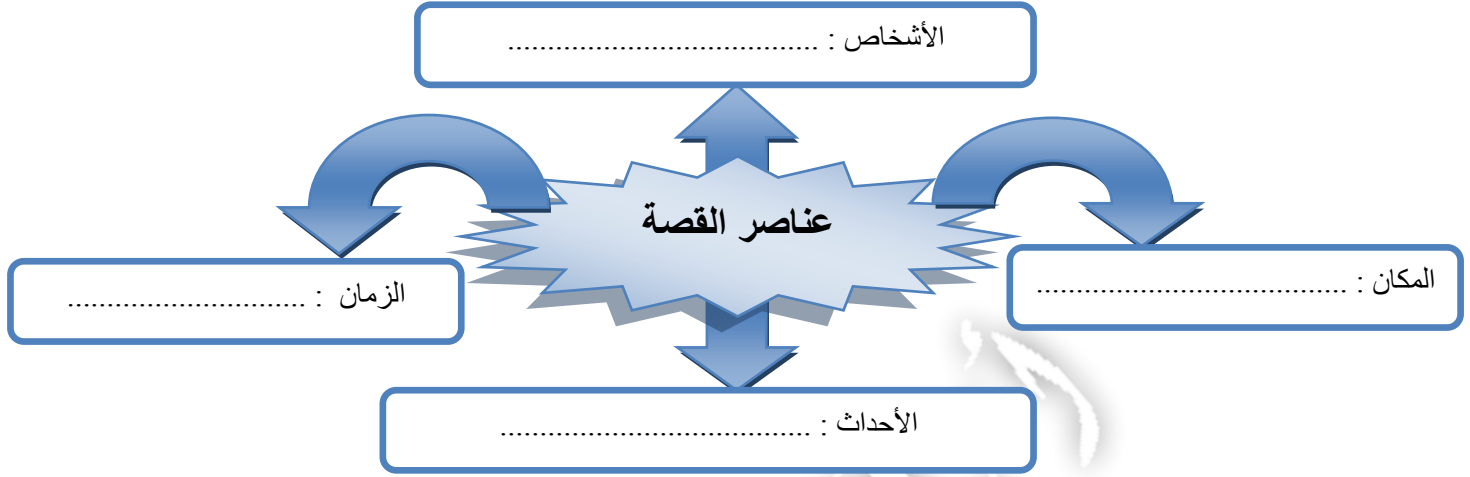 الأشخاص : .......................................
عناصر القصة
المكان : .......................................
الزمان : ..............................
الأحداث : .......................................